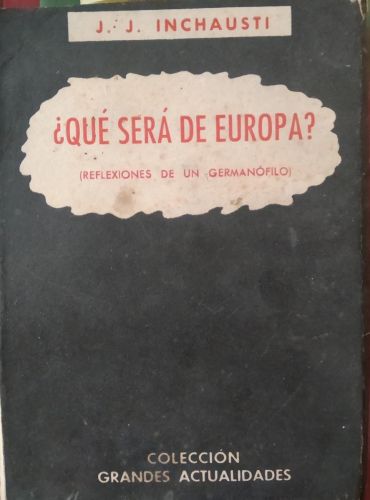 J. J. INCHAUSTI
¿QUÉ SERÁ DE EUROPA?
(REFLEXIONES DE UN GERMANÓFILO)
COLECCIÓN
GRANDES ACTUALIDADES